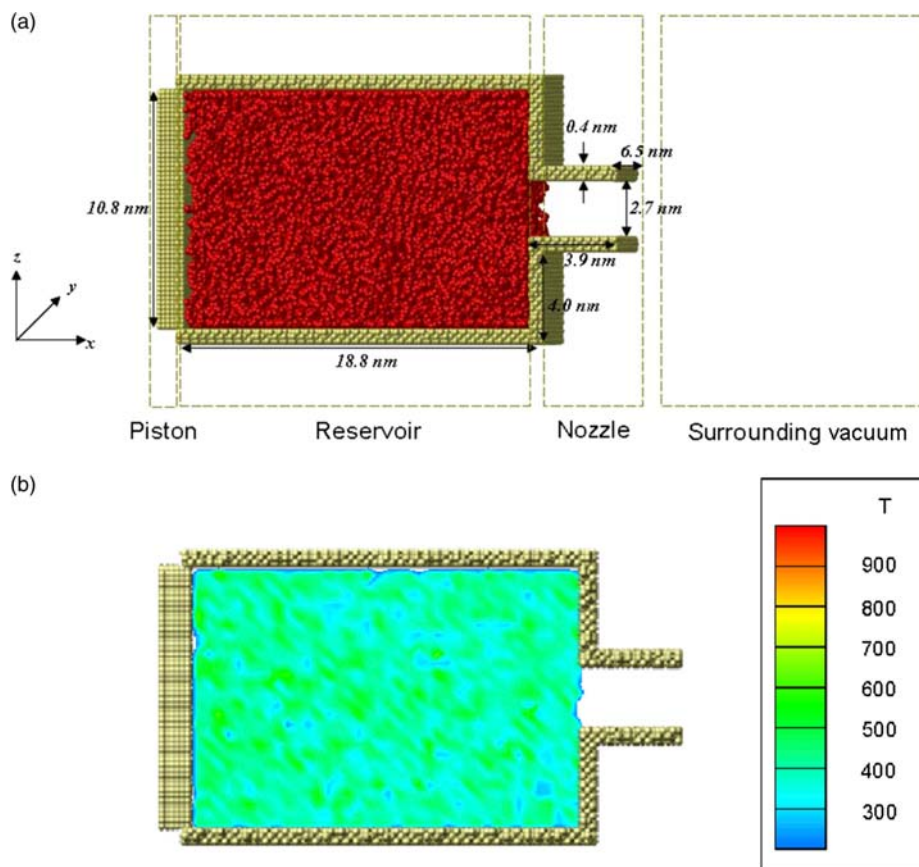 (a)
0.4 nm
6.5 nm
10.8 nm
2.7 nm
3.9 nm
4.0 nm
z
y
x
18.8 nm
Piston
Reservoir
Nozzle
Surrounding vacuum
(b)
T
900
800
700
600
500
400
300